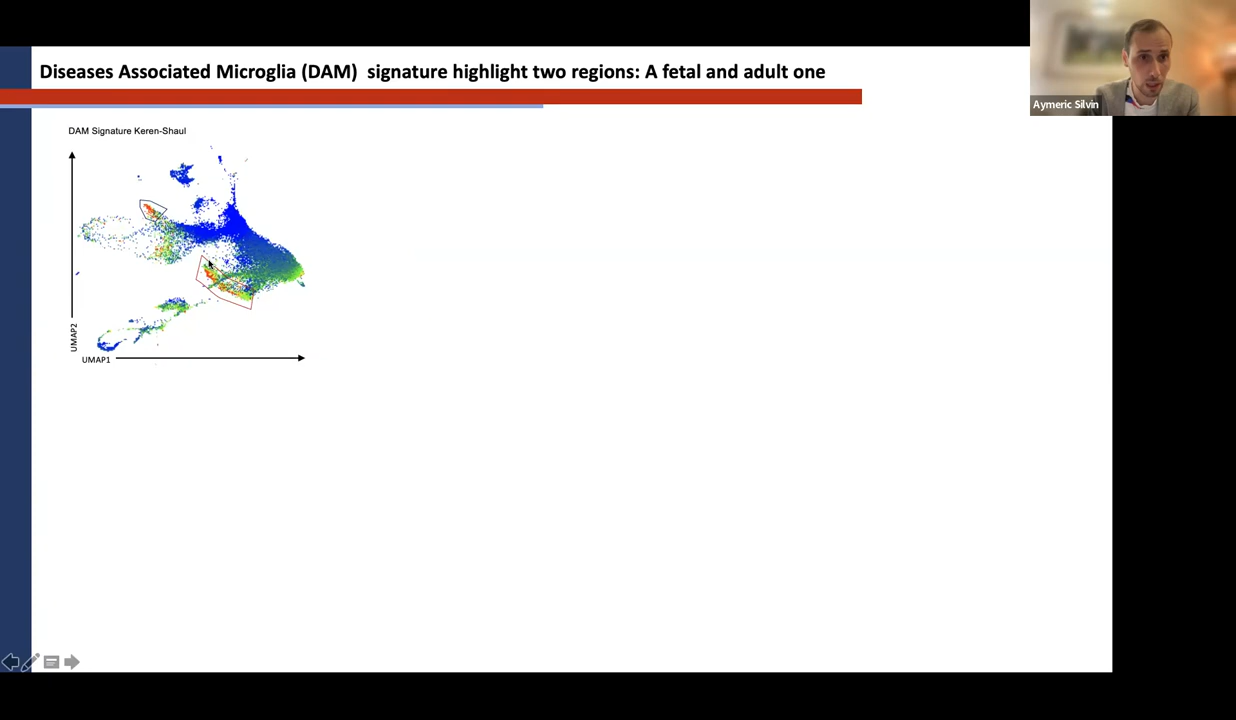 Diseases Associated Microglia (DAM) signature highlight two regions: A fetal and adult one
Aymeric Silvin
DAM Signature Keren-Shaul
UMAP2
UMAP1